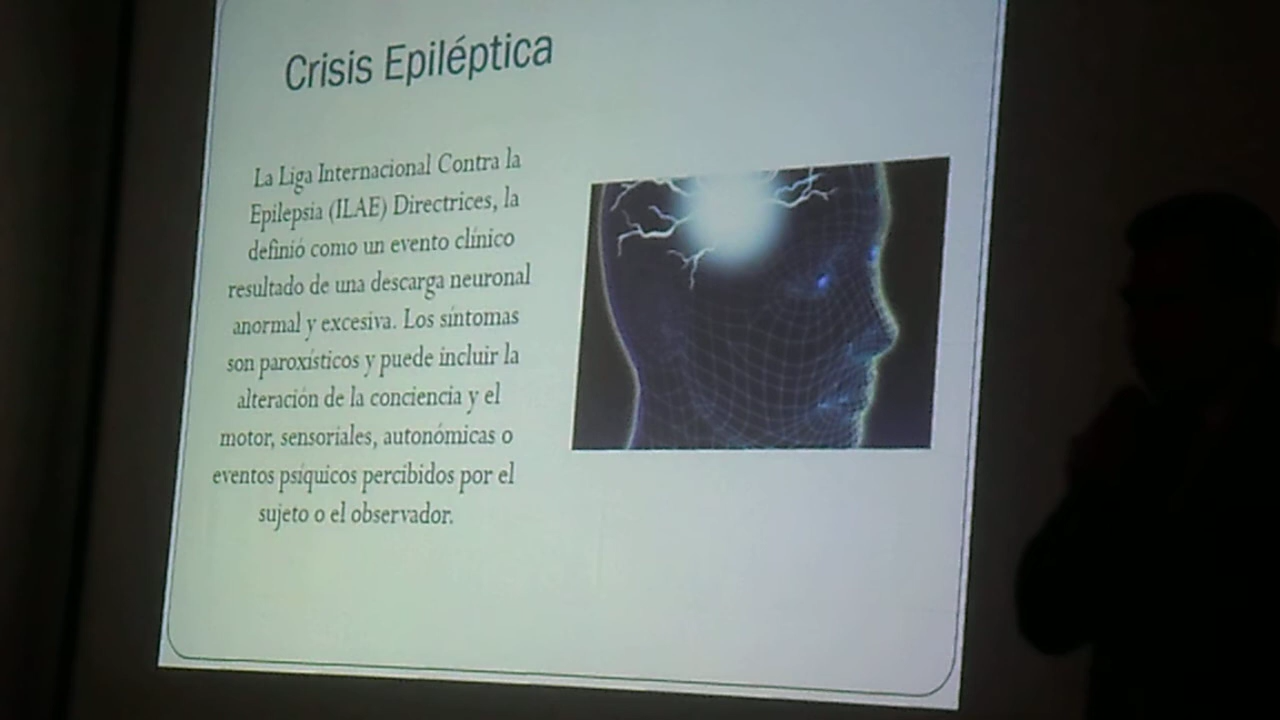 Crisis Epiléptica
La Liga Internacional Contra la
Epilepsia (ILAE) Directrices, la
definió como un evento clínico
resultado de una descarga neuronal
anormal y excesiva. Los síntomas
son paroxísticos y puede incluir la
alteración de la conciencia y el
motor, sensoriales, autonómicas o
eventos psíquicos percibidos por el
sujeto o el observador.